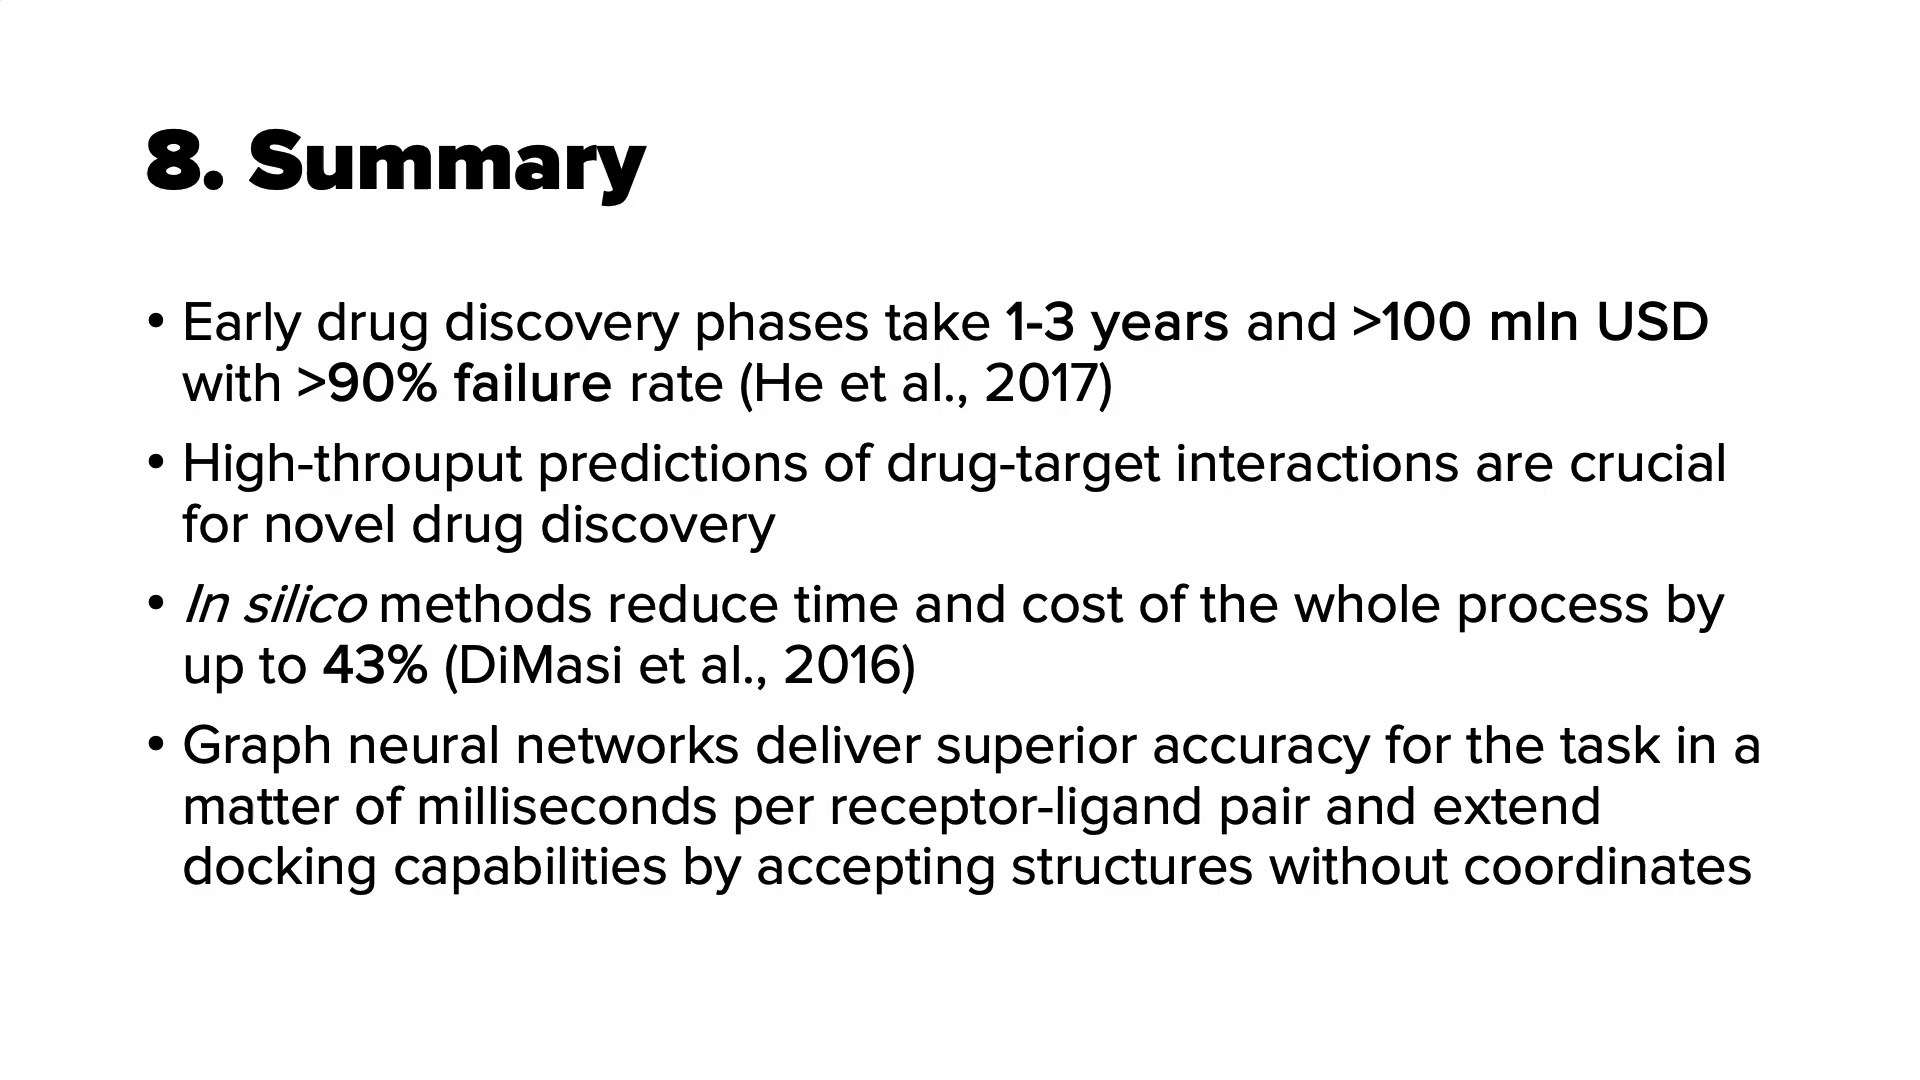 8. Summary
• Early drug discovery phases take 1-3 years and >100 mln USD
with >90% failure rate (He et al., 2017)
• High-throuput predictions of drug-target interactions are crucial
for novel drug discovery
• In silico methods reduce time and cost of the whole process by
up to 43% (DiMasi et al., 2016)
• Graph neural networks deliver superior accuracy for the task in a
matter of milliseconds per receptor-ligand pair and extend
docking capabilities by accepting structures without coordinates